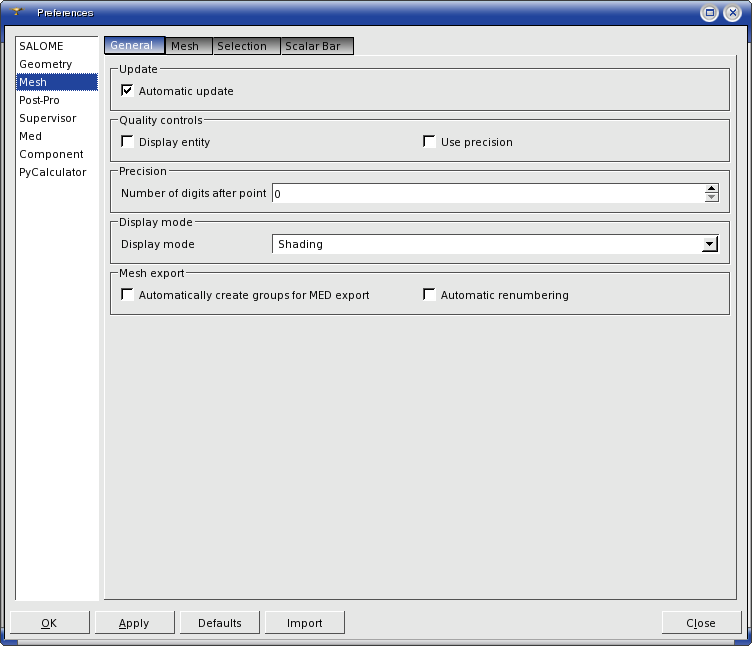 Preferences
SALOME
Geometry
Mesh
Post-Pro
Supervisor
Med
Component
PyCalculator
General Mesh Selection Scalar Bar
Update
Automatic update
Quality controls
Display entity Use precision
Precision
Number of digits after point 0
Display mode
Display mode Shading
Mesh export
Automatically create groups for MED export Automatic renumbering
OK Apply Defaults Import Close